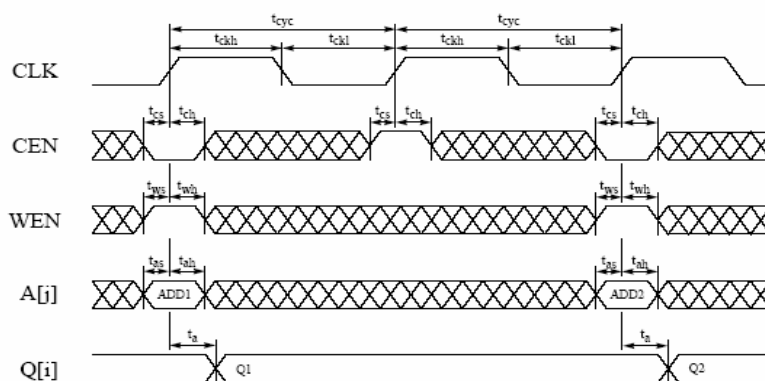 tcyc tcyc
tckh tckl tckh tckl
CLK
tcs tch tcs tch tcs tch
CEN
tws twh tws twh
WEN
tas tah tas tah
A[j] ADD1 ADD2
ta ta
Q[i] Q1 Q2